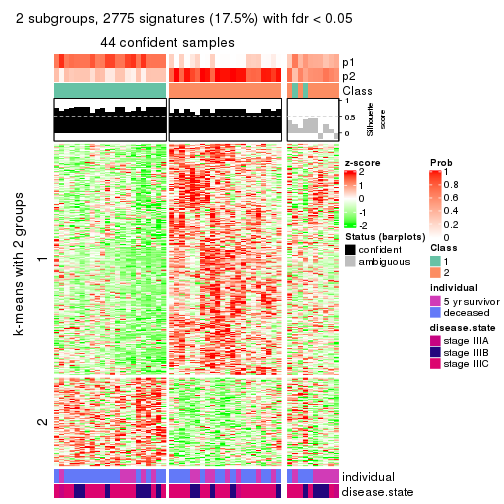 2 subgroups, 2775 signatures (17.5%) with fdr < 0.05
44 confident samples
p1
p2
Class
1
0.5
0
Silhouette
score
k-means with 2 groups
1
2
individual
disease.state
z-score
2
1
0
-1
-2
Status (barplots)
confident
ambiguous
Prob
1
0.8
0.6
0.4
0.2
0
Class
1
2
individual
5 yr survivor
deceased
disease.state
stage IIIA
stage IIIB
stage IIIC